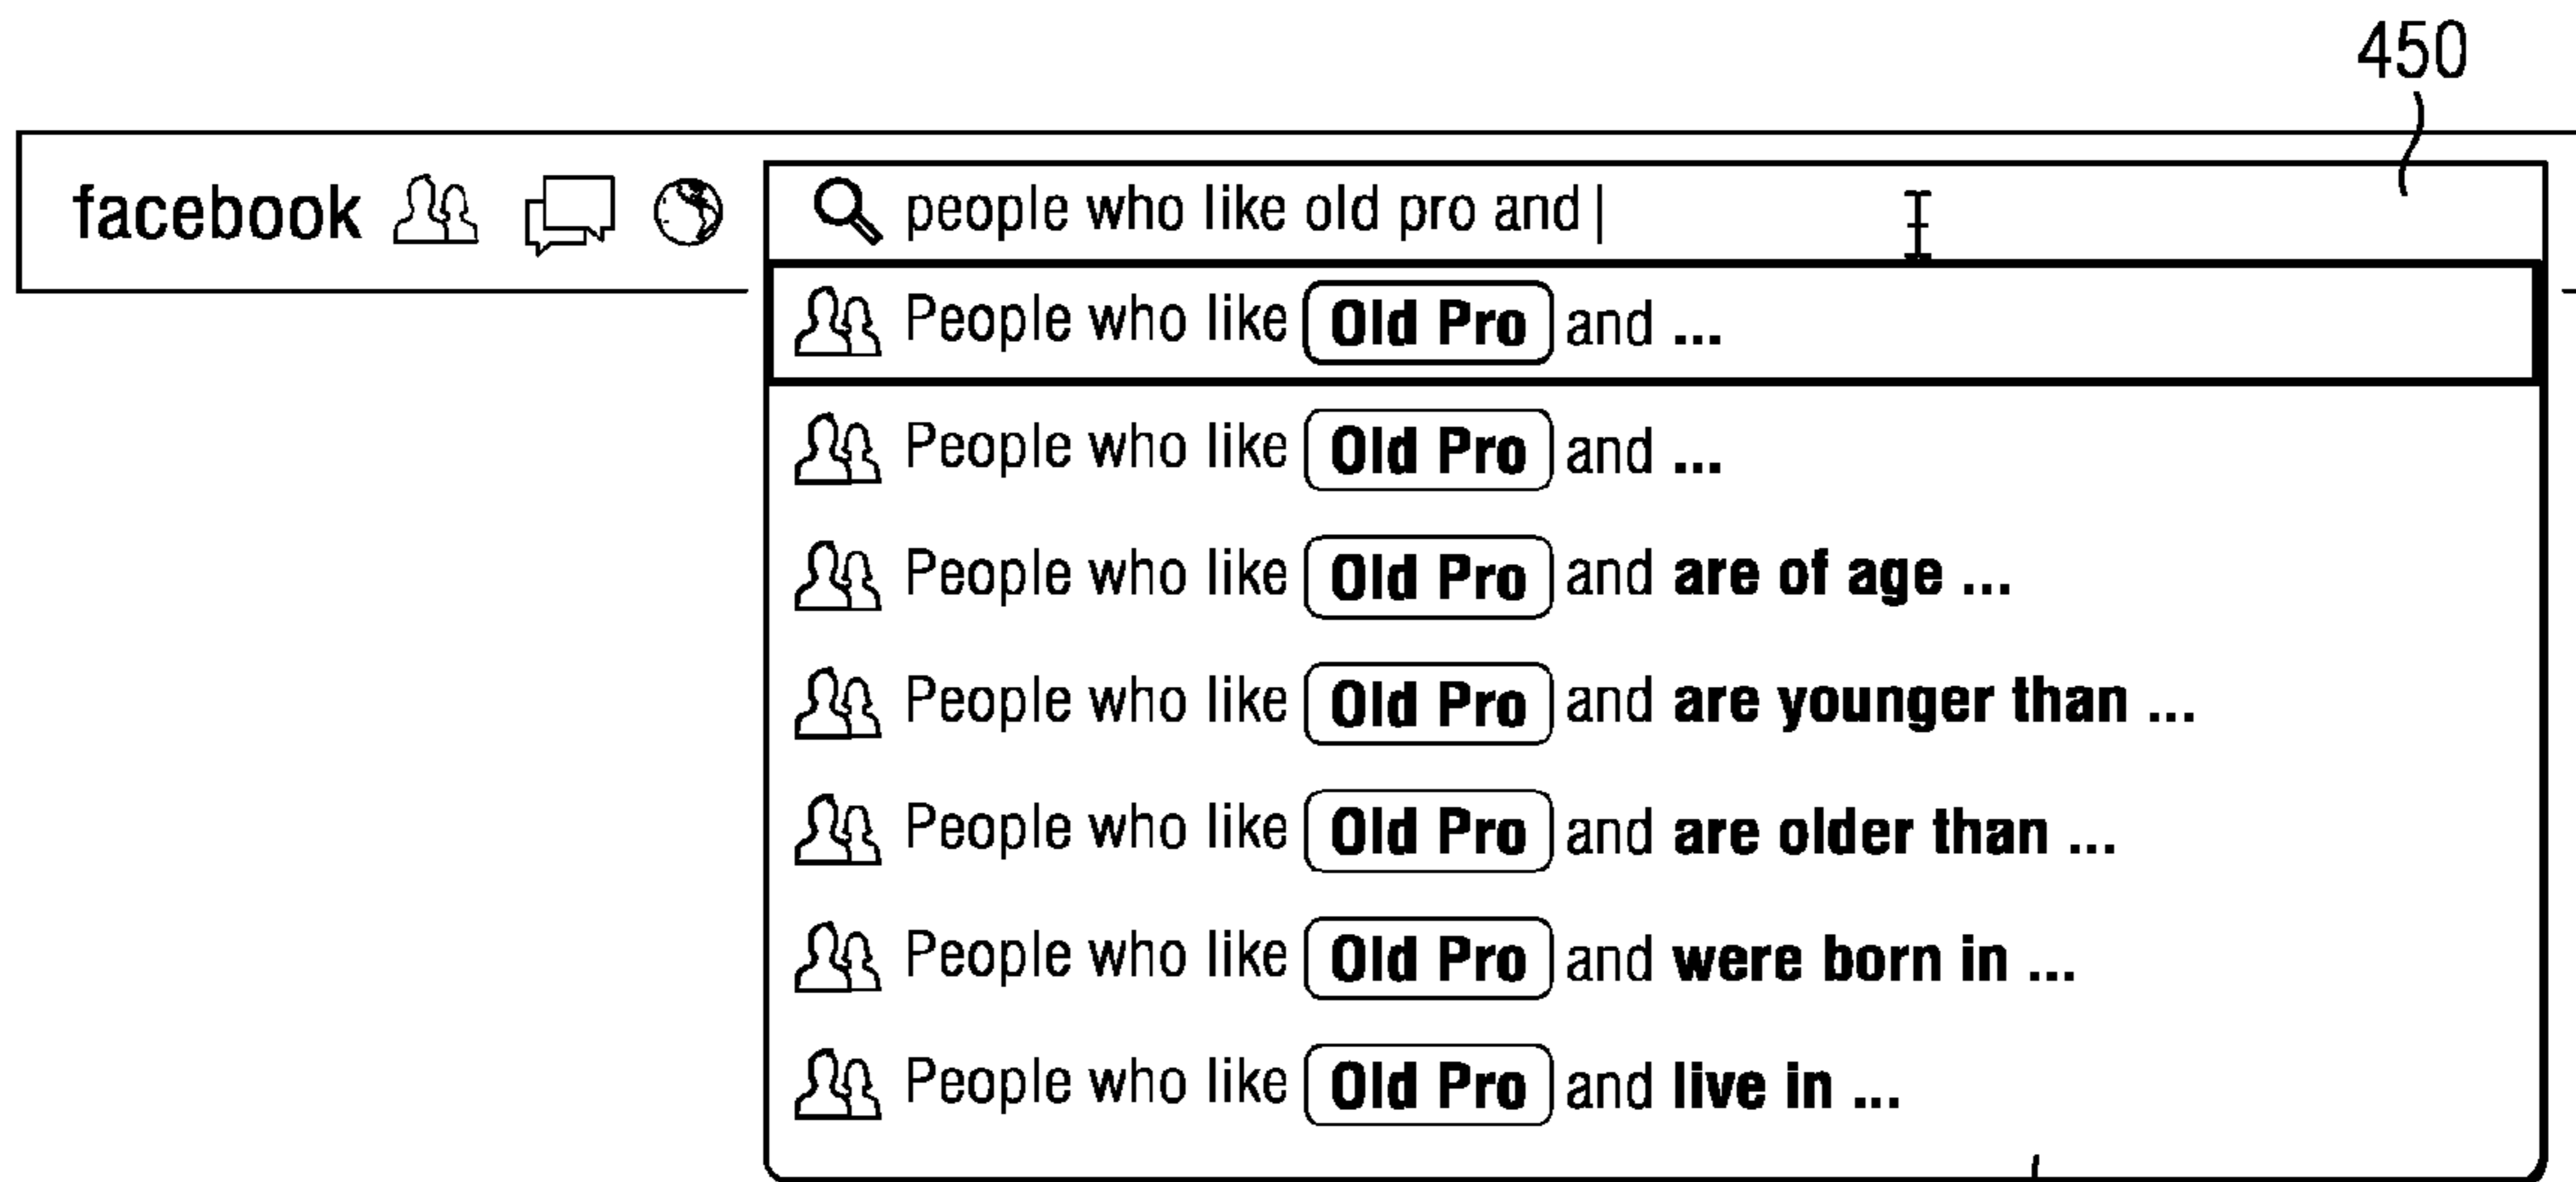 450
facebook people who like old pro and
People who like Old Pro and ...
People who like Old Pro and ...
People who like Old Pro and are of age ...
People who like Old Pro and are younger than ...
People who like Old Pro and are older than ...
People who like Old Pro and were born in ...
People who like Old Pro and live in ...